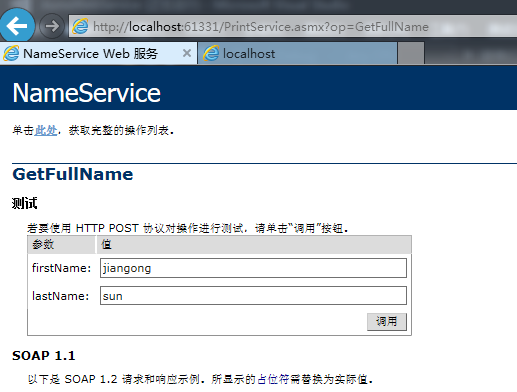 http://localhost:61331/PrintService.asmx?op=GetFullName
NameService Web 服务 × localhost
NameService
单击此处，获取完整的操作列表。
GetFullName
测试
若要使用 HTTP POST 协议对操作进行测试，请单击“调用”按钮。
参数 值
firstName: jiangong
lastName: sun
调用
SOAP 1.1
以下是 SOAP 1.2 请求和响应示例。所显示的占位符需替换为实际值。